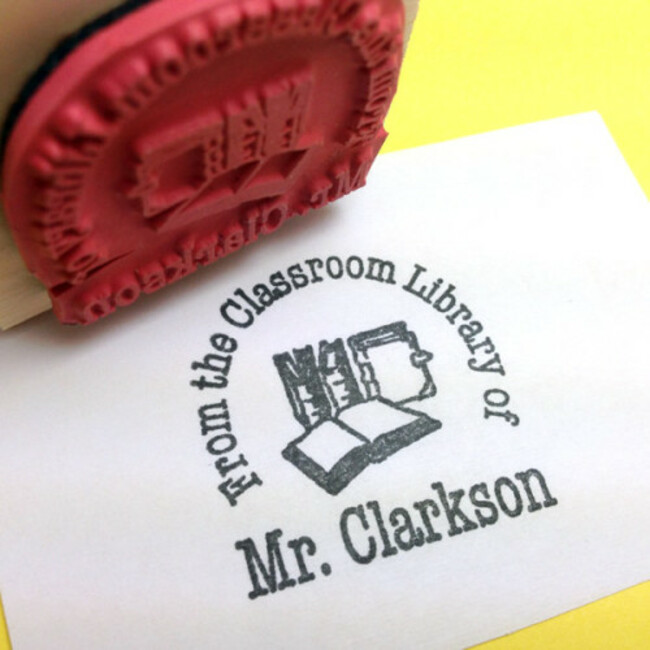 From the Classroom Library of
Mr. Clarkson